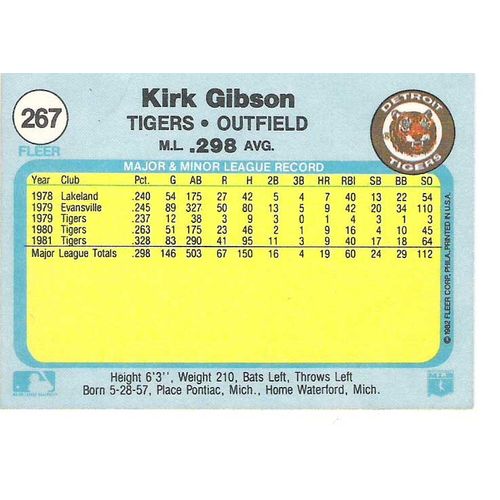 267
FLEER
Kirk Gibson
TIGERS • OUTFIELD
M.L .298 AVG.
DETROIT
TIGERS
MAJOR & MINOR LEAGUE RECORD
Year Club Pct. G AB R H 2B 3B HR RBI SB BB SO
1978 Lakeland .240 54 175 27 42 5 4 7 40 13 22 54
1979 Evansville .245 89 327 50 80 13 5 9 42 20 34 110
1979 Tigers .237 12 38 3 9 3 0 1 4 3 1 3
1980 Tigers .263 51 175 23 46 2 1 9 16 4 10 45
1981 Tigers .328 83 290 41 95 11 3 9 40 17 18 64
Major League Totals .298 146 503 67 150 16 4 19 60 24 29 112
© 1982 FLEER CORP. PHILA., PRINTED IN U.S.A.
Height 6'3'', Weight 210, Bats Left, Throws Left
Born 5-28-57, Place Pontiac, Mich., Home Waterford, Mich.